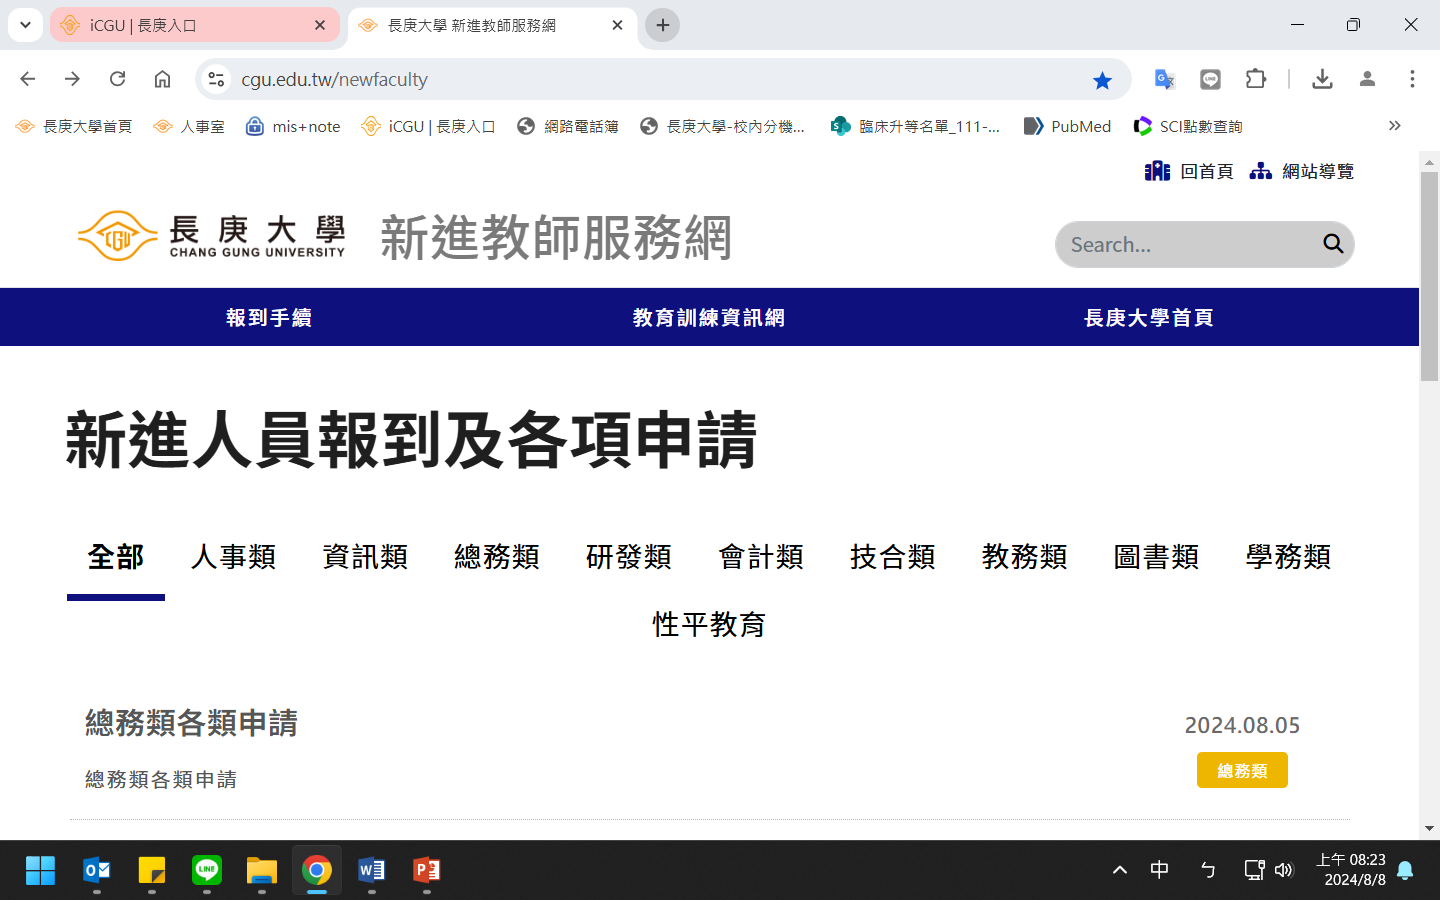 iCGU | 長庚入口
長庚大學 新進教師服務網
cgu.edu.tw/newfaculty
長庚大學首頁 人事室 mis+note iCGU | 長庚入口 網路電話簿 長庚大學-校內分機... 臨床升等名單_111-... PubMed SCI點數查詢
回首頁 網站導覽
長庚大學
CHANG GUNG UNIVERSITY
新進教師服務網
Search...
報到手續 教育訓練資訊網 長庚大學首頁
新進人員報到及各項申請
全部 人事類 資訊類 總務類 研發類 會計類 技合類 教務類 圖書類 學務類
性平教育
總務類各類申請
2024.08.05
總務類各類申請
總務類
中 ㄅ
上午 08:23
2024/8/8